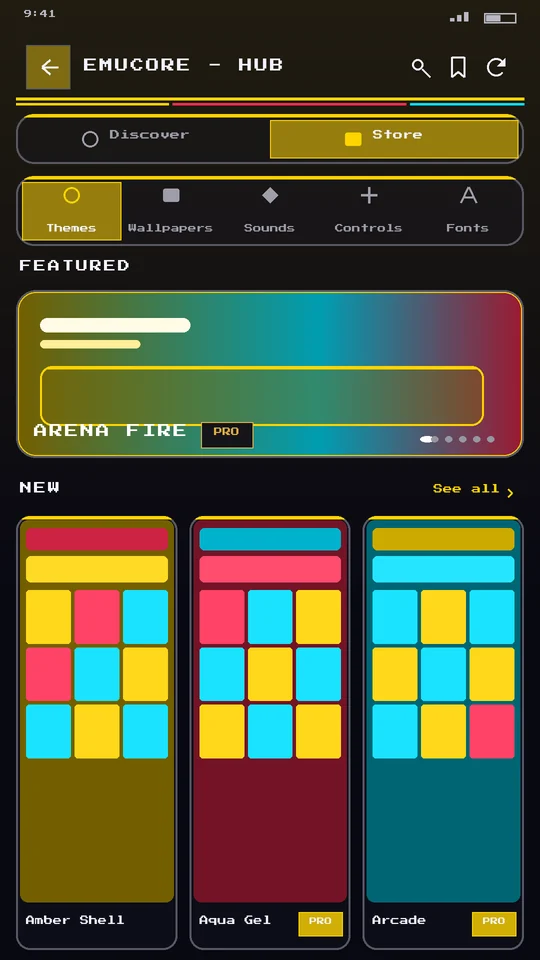 9:41
EMUCORE - HUB
Discover
Store
Themes
Wallpapers
Sounds
Controls
Fonts
FEATURED
ARENA FIRE
PRO
NEW
See all
Amber Shell
Aqua Gel
PRO
Arcade
PRO